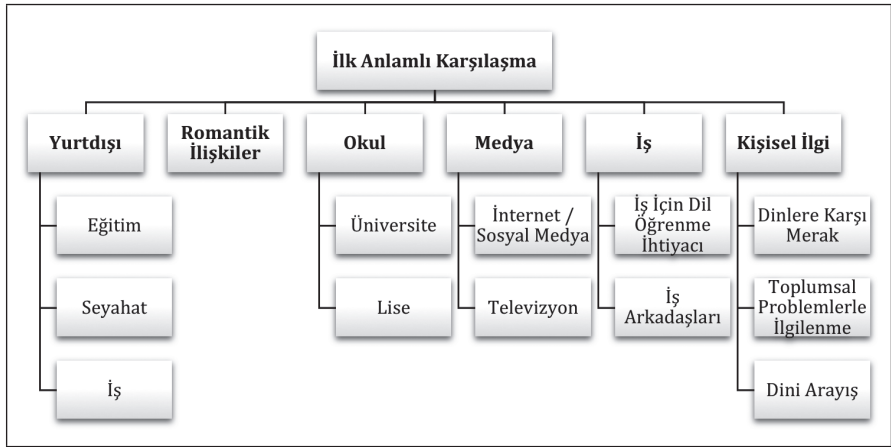 İlk Anlamlı Karşılaşma
Yurtdışı
Eğitim
Seyahat
İş
Romantik
İlişkiler
Okul
Üniversite
Lise
Medya
İnternet /
Sosyal Medya
Televizyon
İş
İş İçin Dil
Öğrenme
İhtiyacı
İş
Arkadaşları
Kişisel İlgi
Dinlere Karşı
Merak
Toplumsal
Problemlerle
İlgilenme
Dini Arayış